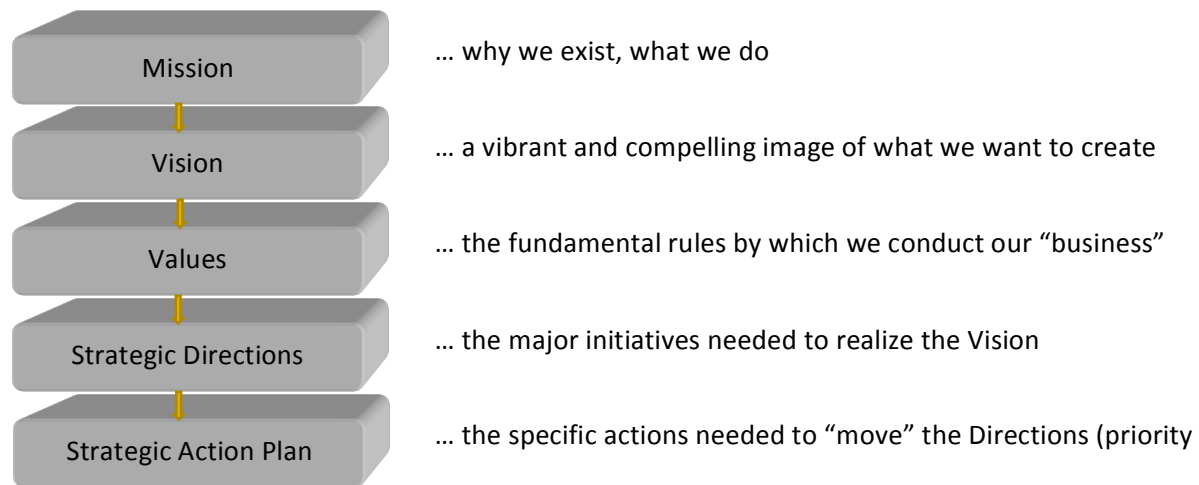 Mission
… why we exist, what we do
Vision
… a vibrant and compelling image of what we want to create
Values
… the fundamental rules by which we conduct our “business”
Strategic Directions
… the major initiatives needed to realize the Vision
Strategic Action Plan
… the specific actions needed to “move” the Directions (priority